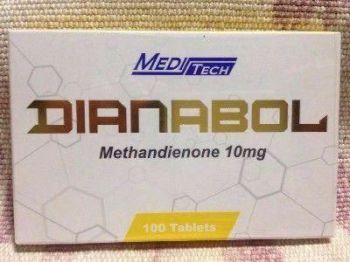 MEDITECH
DIANABOL
Methandienone 10mg
100 Tablets